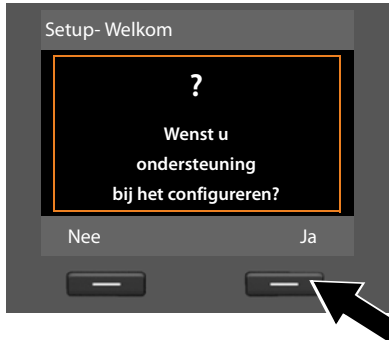 Setup- Welkom
?
Wenst u
ondersteuning
bij het configureren?
Nee Ja